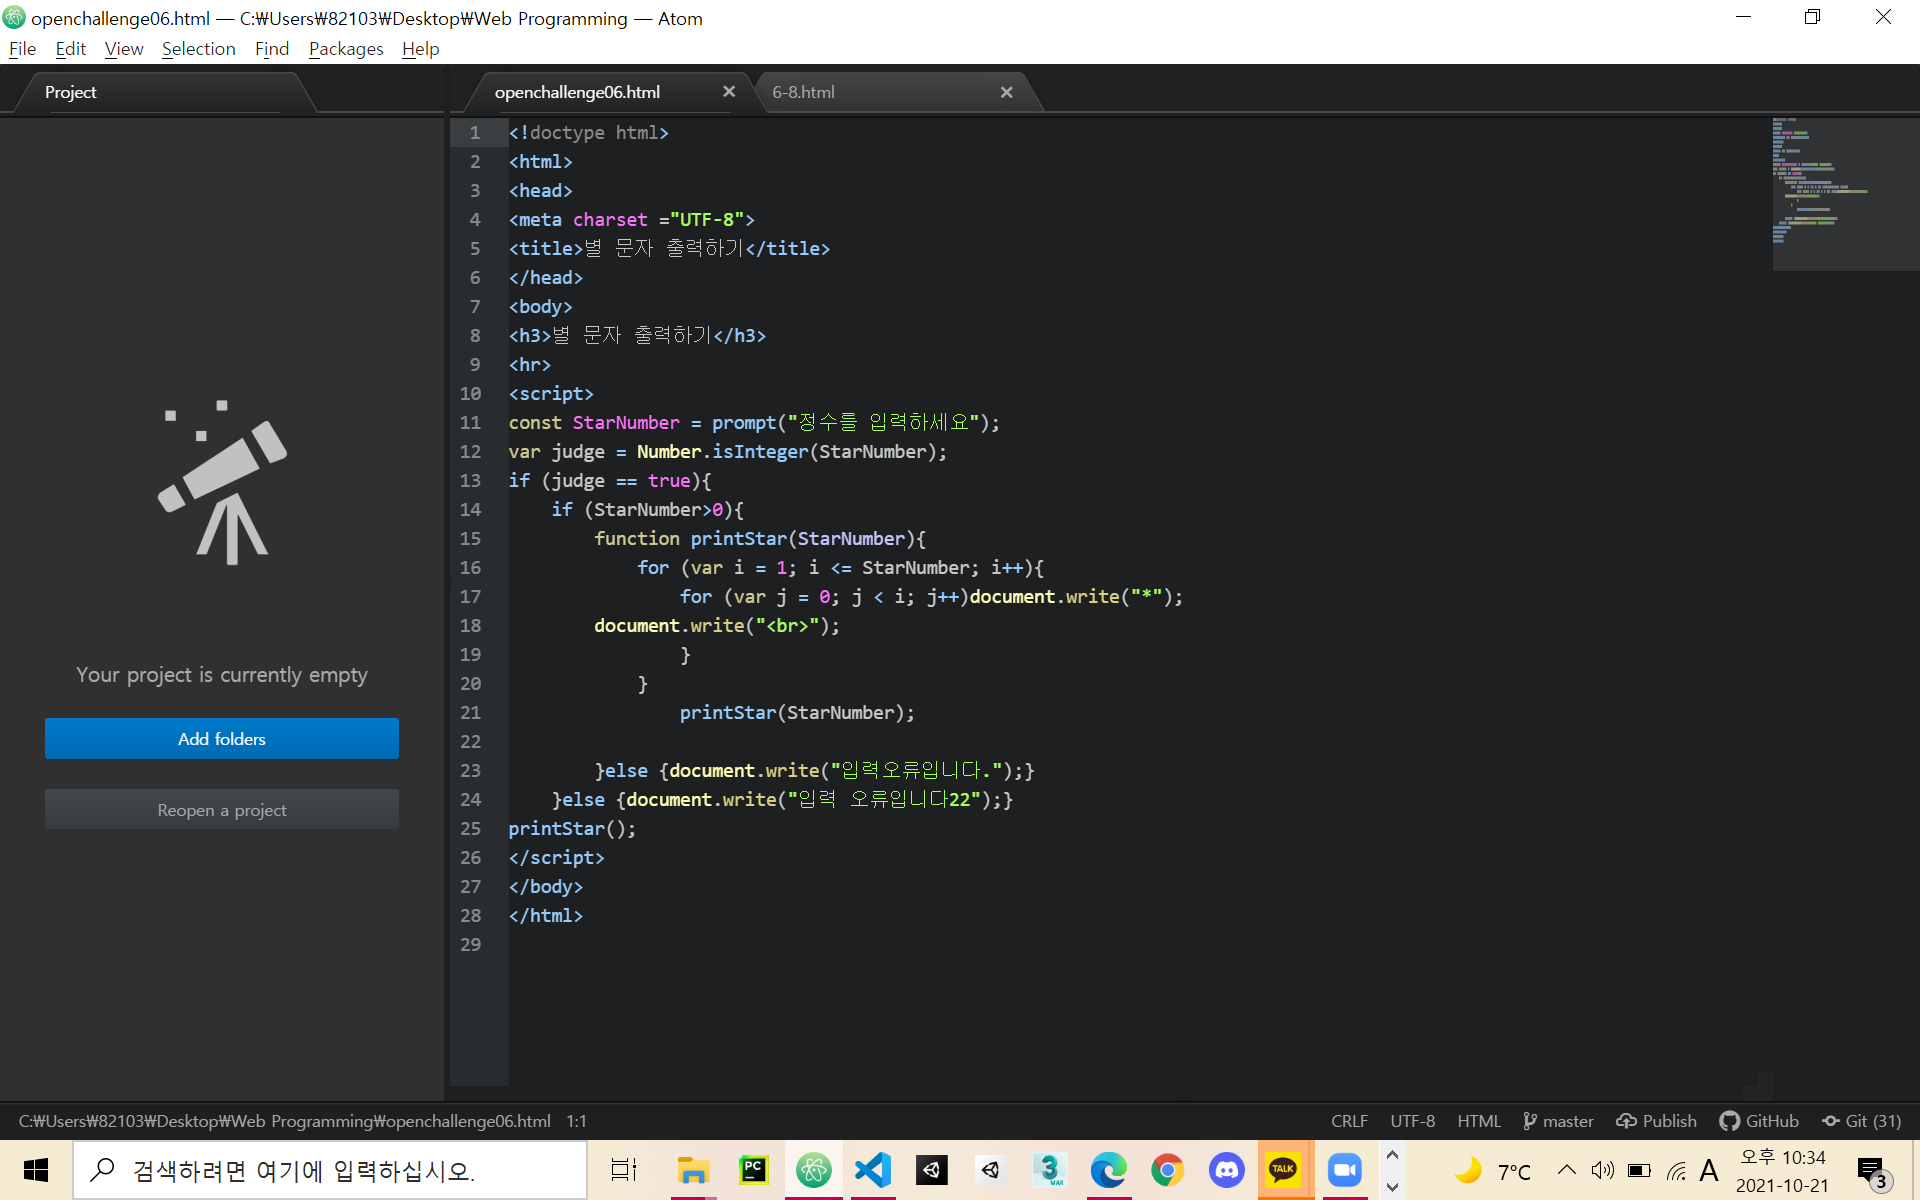 openchallenge06.html — C:₩Users₩82103₩Desktop₩Web Programming — Atom
File Edit View Selection Find Packages Help
Project
openchallenge06.html
6-8.html
1 <!doctype html>
2 <html>
3 <head>
4 <meta charset ="UTF-8">
5 <title>별 문자 출력하기</title>
6 </head>
7 <body>
8 <h3>별 문자 출력하기</h3>
9 <hr>
10 <script>
11 const StarNumber = prompt("정수를 입력하세요");
12 var judge = Number.isInteger(StarNumber);
13 if (judge == true){
14     if (StarNumber>0){
15         function printStar(StarNumber){
16             for (var i = 1; i <= StarNumber; i++){
17                 for (var j = 0; j < i; j++)document.write("*");
18         document.write("<br>");
19                 }
20             }
21                 printStar(StarNumber);
22
23         }else {document.write("입력오류입니다.");}
24     }else {document.write("입력 오류입니다22");}
25 printStar();
26 </script>
27 </body>
28 </html>
29
Your project is currently empty
Add folders
Reopen a project
C:₩Users₩82103₩Desktop₩Web Programming₩openchallenge06.html 1:1
CRLF UTF-8 HTML master Publish GitHub Git (31)
검색하려면 여기에 입력하십시오.
PC
3
MAX
TALK
7°C
A
오후 10:34
2021-10-21
3